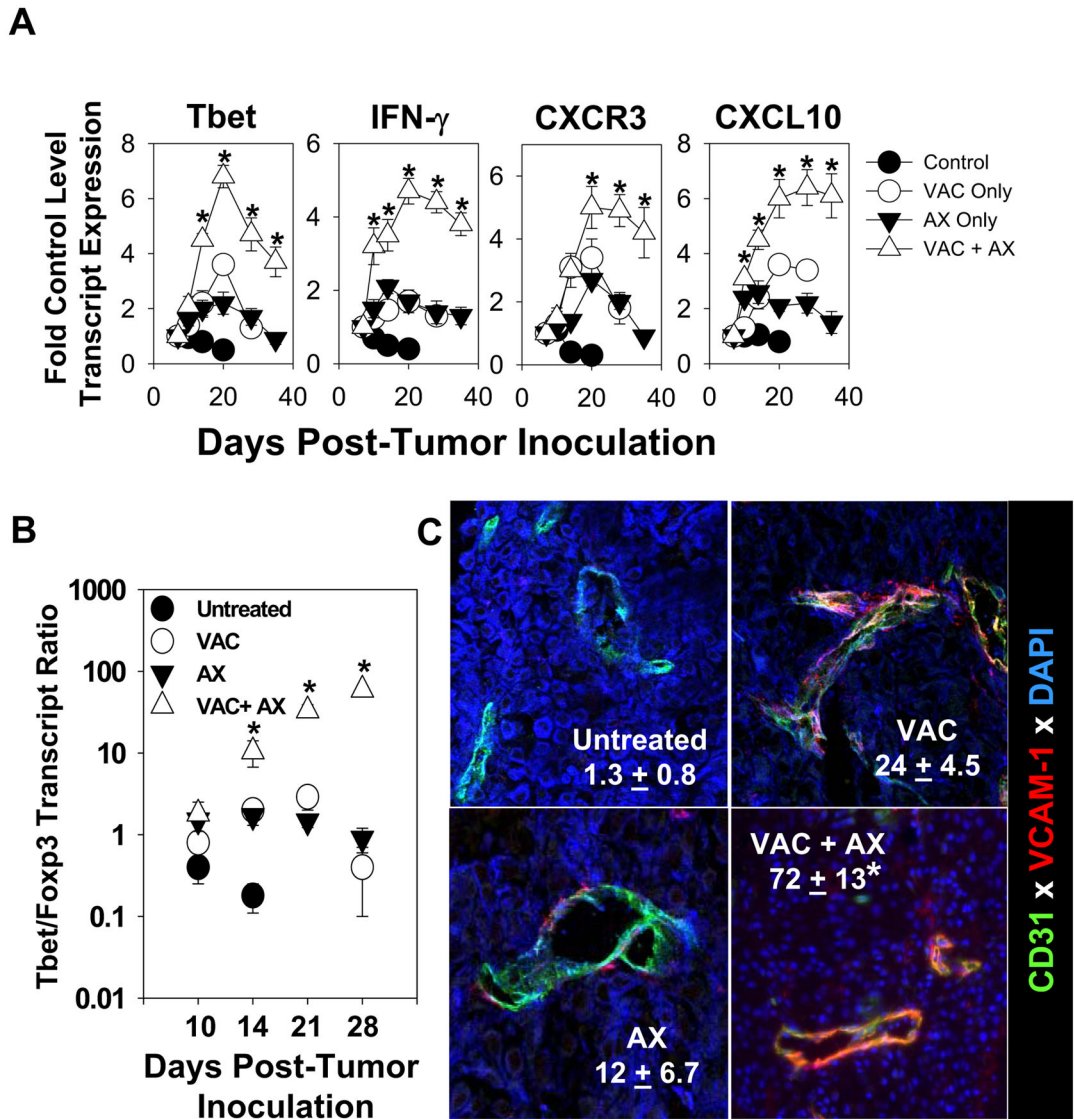 A
Tbet
IFN-γ
CXCR3
CXCL10
Fold Control Level
Transcript Expression
8
6
4
2
0
6
4
2
0
6
4
2
0
8
6
4
2
0
* * * *
* * * * *
* * *
* * * * *
0 20 40
0 20 40
0 20 40
0 20 40
Days Post-Tumor Inoculation
Control
VAC Only
AX Only
VAC + AX
B
Tbet/Foxp3 Transcript Ratio
1000
100
10
1
0.1
0.01
Untreated
VAC
AX
VAC+ AX
* * *
10 14 21 28
Days Post-Tumor
Inoculation
C
Untreated
1.3 ± 0.8
VAC
24 ± 4.5
AX
12 ± 6.7
VAC + AX
72 ± 13*
CD31 x VCAM-1 x DAPI